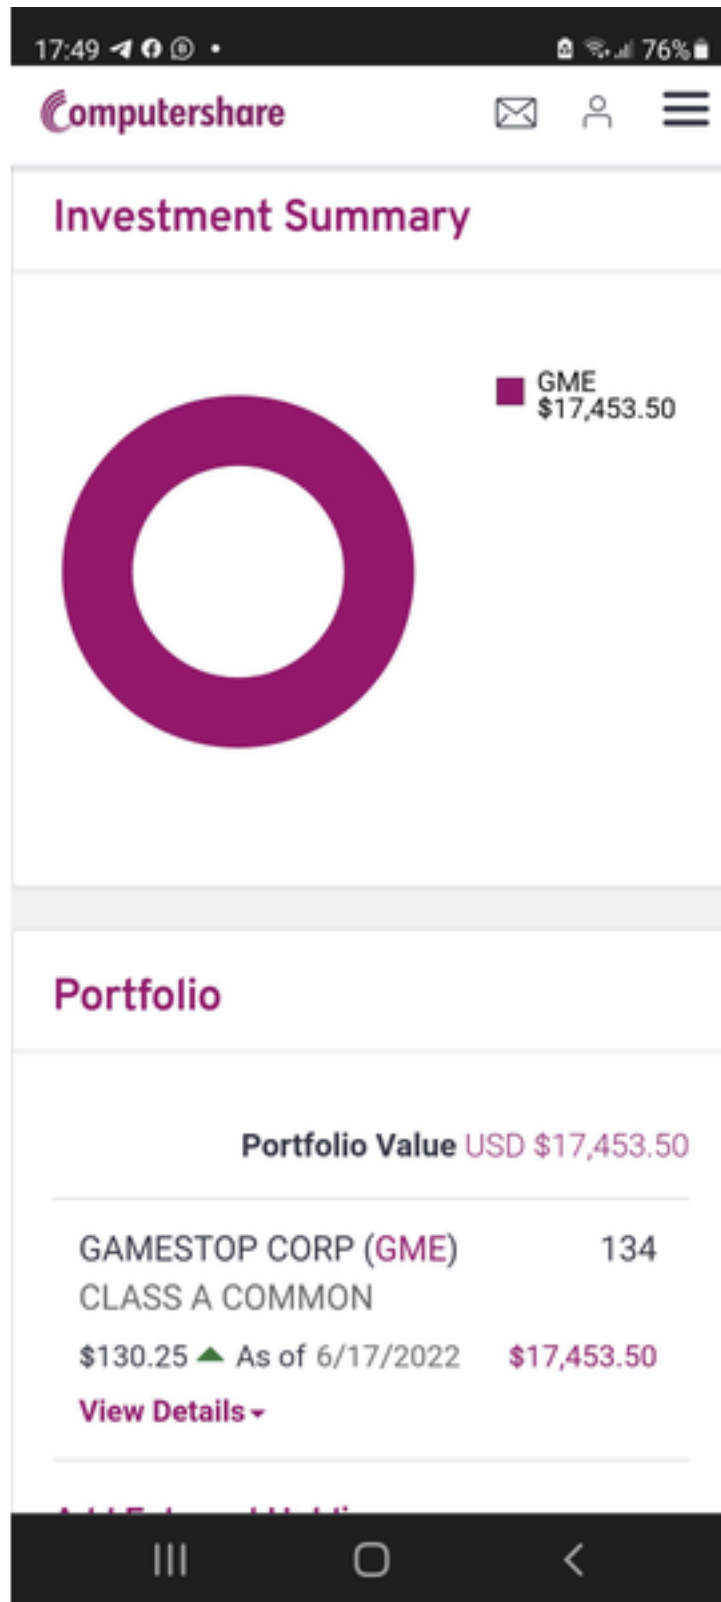 17:49 76%
Computershare
Investment Summary
GME
$17,453.50
Portfolio
Portfolio Value USD $17,453.50
GAMESTOP CORP (GME) 134
CLASS A COMMON
$130.25 As of 6/17/2022 $17,453.50
View Details